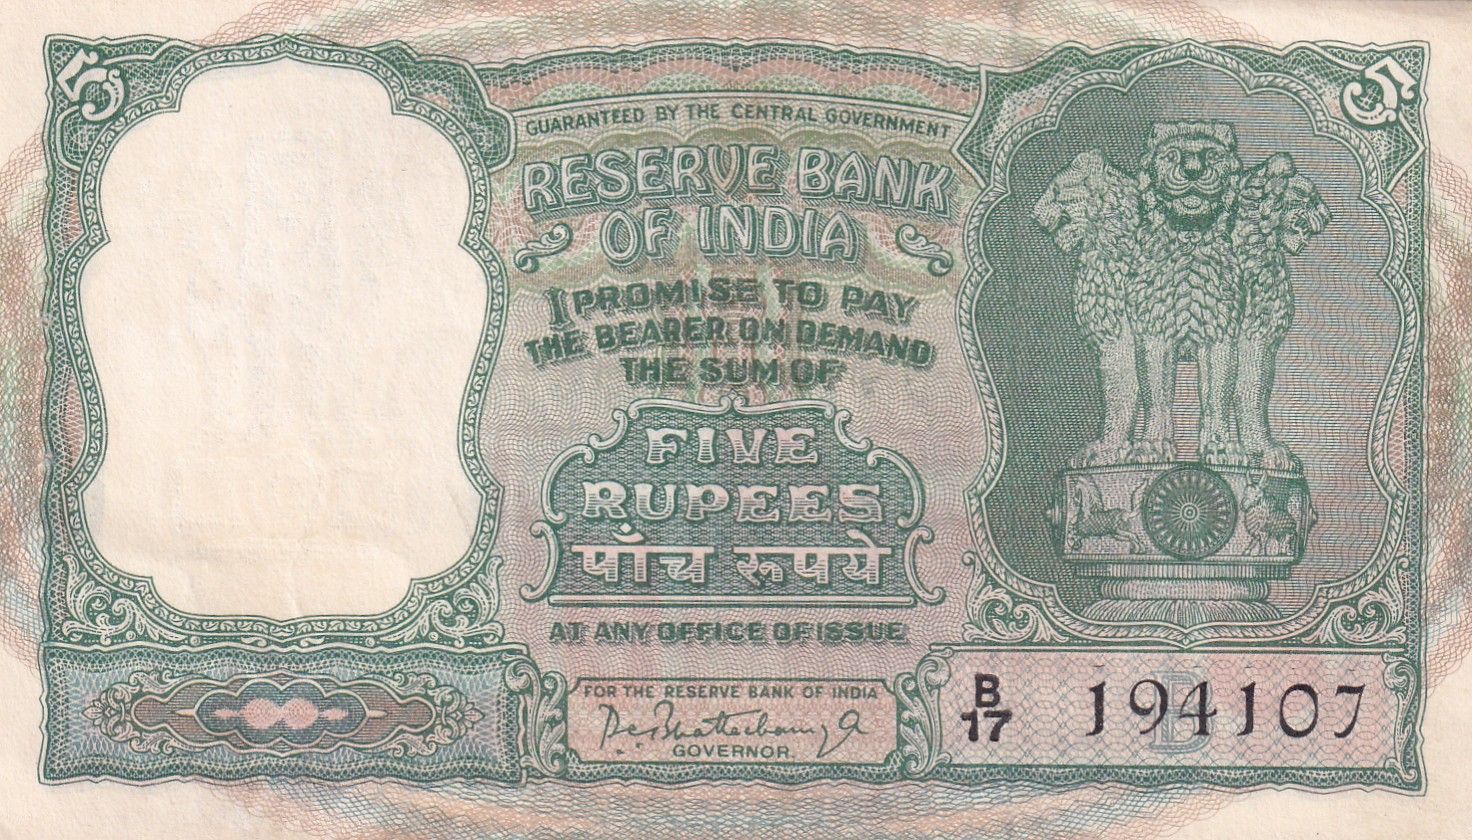 5
5
GUARANTEED BY THE CENTRAL GOVERNMENT
RESERVE BANK
OF INDIA
I PROMISE TO PAY
THE BEARER ON DEMAND
THE SUM OF
FIVE
RUPEES
पाँच रूपये
AT ANY OFFICE OF ISSUE
FOR THE RESERVE BANK OF INDIA
P.C. Bhattacharyya
GOVERNOR.
B/17 194107
B